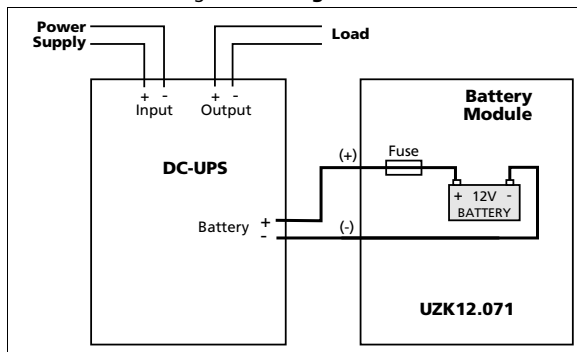 Power
Supply
Load
+ - + -
Input Output
DC-UPS
Battery +
-
(+)
(-)
Battery
Module
Fuse
+ 12V -
BATTERY
UZK12.071